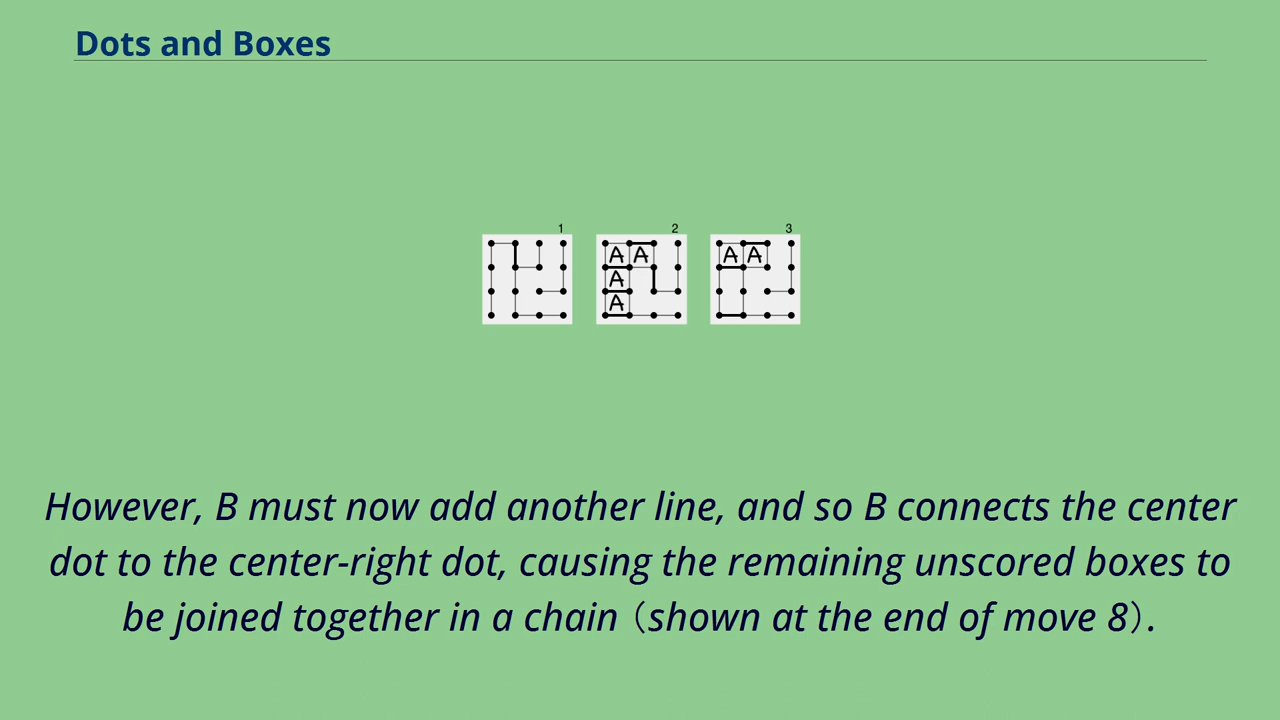 Dots and Boxes
1 2 3
A A A A
A
A
However, B must now add another line, and so B connects the center
dot to the center-right dot, causing the remaining unscored boxes to
be joined together in a chain (shown at the end of move 8).